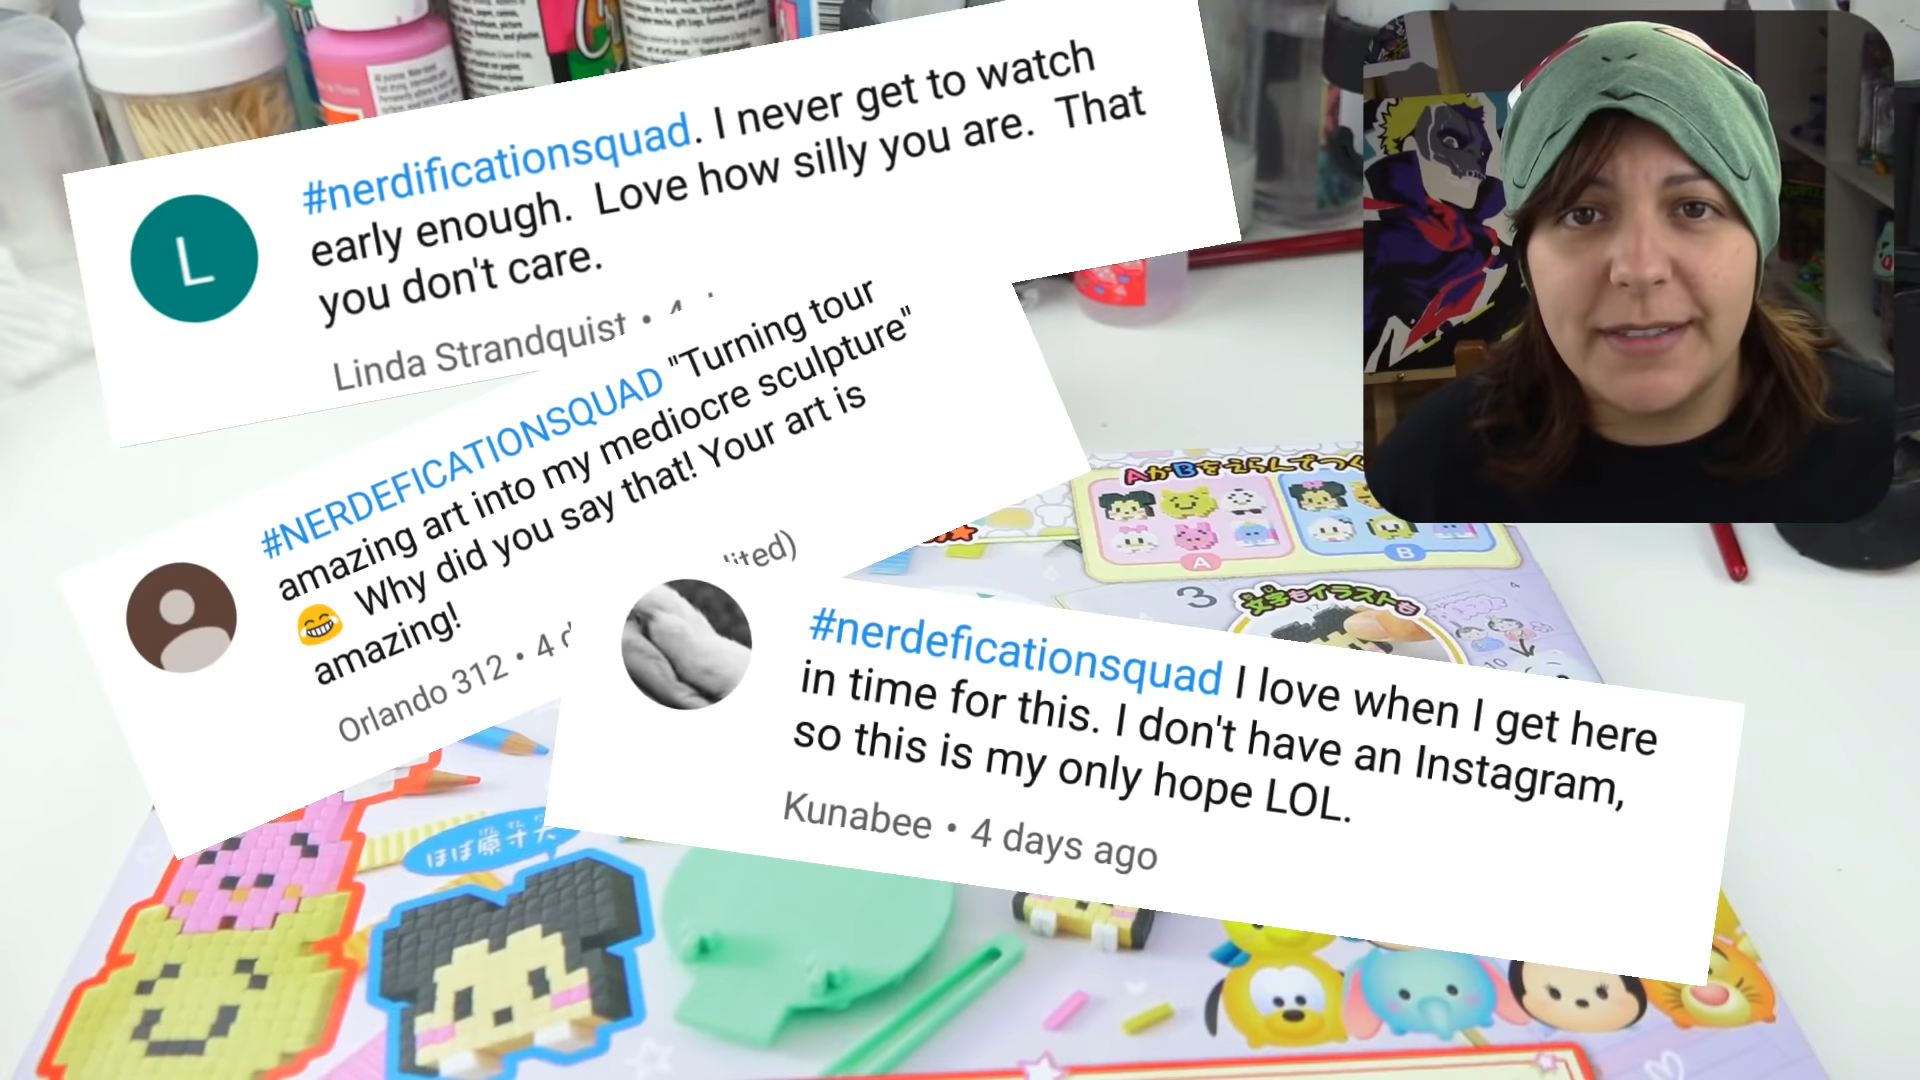 #nerdificationsquad. I never get to watch
early enough.  Love how silly you are.  That
you don't care.
Linda Strandquist •
#NERDEFICATIONSQUAD "Turning tour
amazing art into my mediocre sculpture"
😂 Why did you say that! Your art is
amazing!
Orlando 312 • 4 d
ited)
#nerdeficationsquad I love when I get here
in time for this. I don't have an Instagram,
so this is my only hope LOL.
Kunabee • 4 days ago
L
AかBをえらんでつく
A
B
3
文字もイラストも
ほぼ原寸大